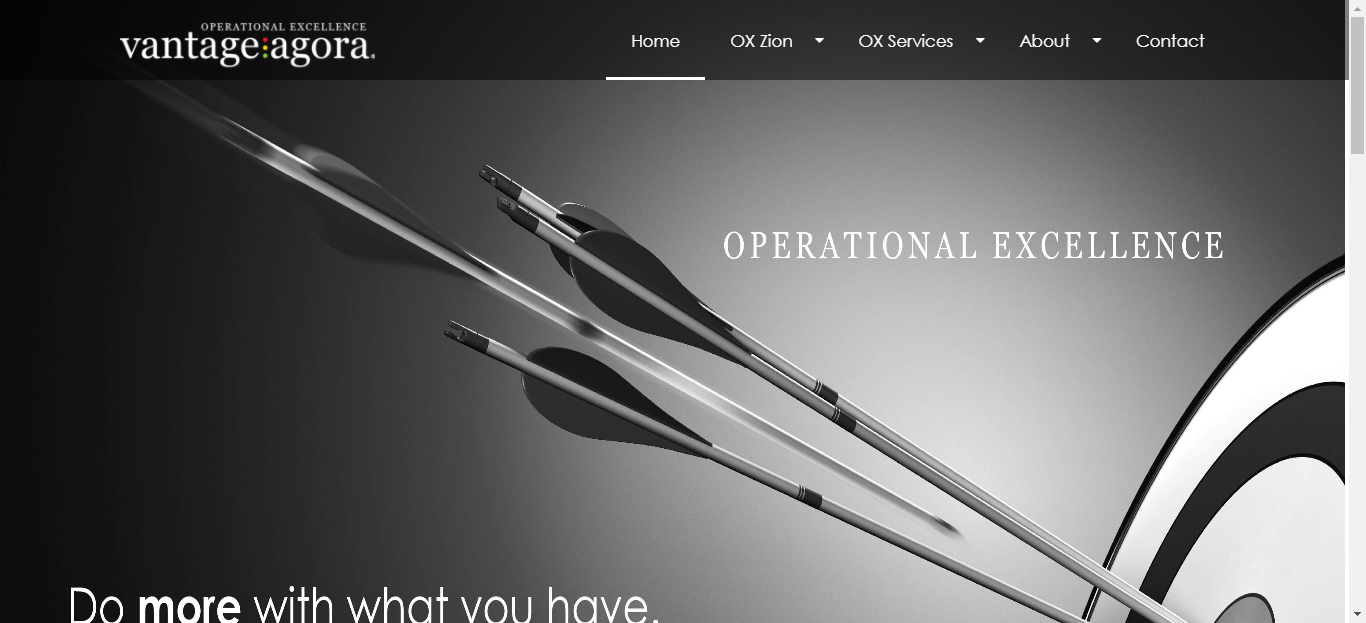 OPERATIONAL EXCELLENCE
vantage:agora
Home OX Zion OX Services About Contact
OPERATIONAL EXCELLENCE
Do more with what you have.